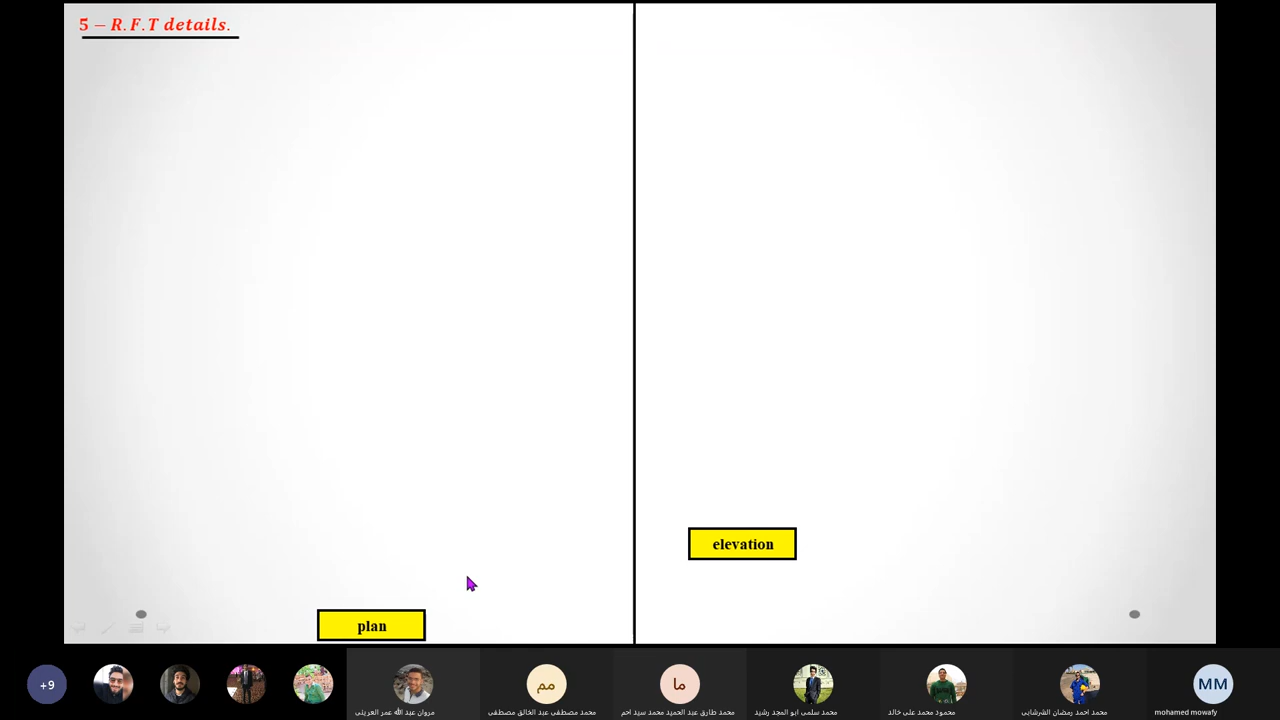 5 – R.F.T details.
elevation
plan
+9
مم
ما
MM
مروان عبد الله عمر العرينى
محمد مصطفى عبد الخالق مصطفى
محمد طارق عبد الحميد محمد سيد احم
محمد سلمى ابو المجد رشيد
محمود محمد على خالد
محمد احمد رمضان الشرشابى
mohamed mowafy